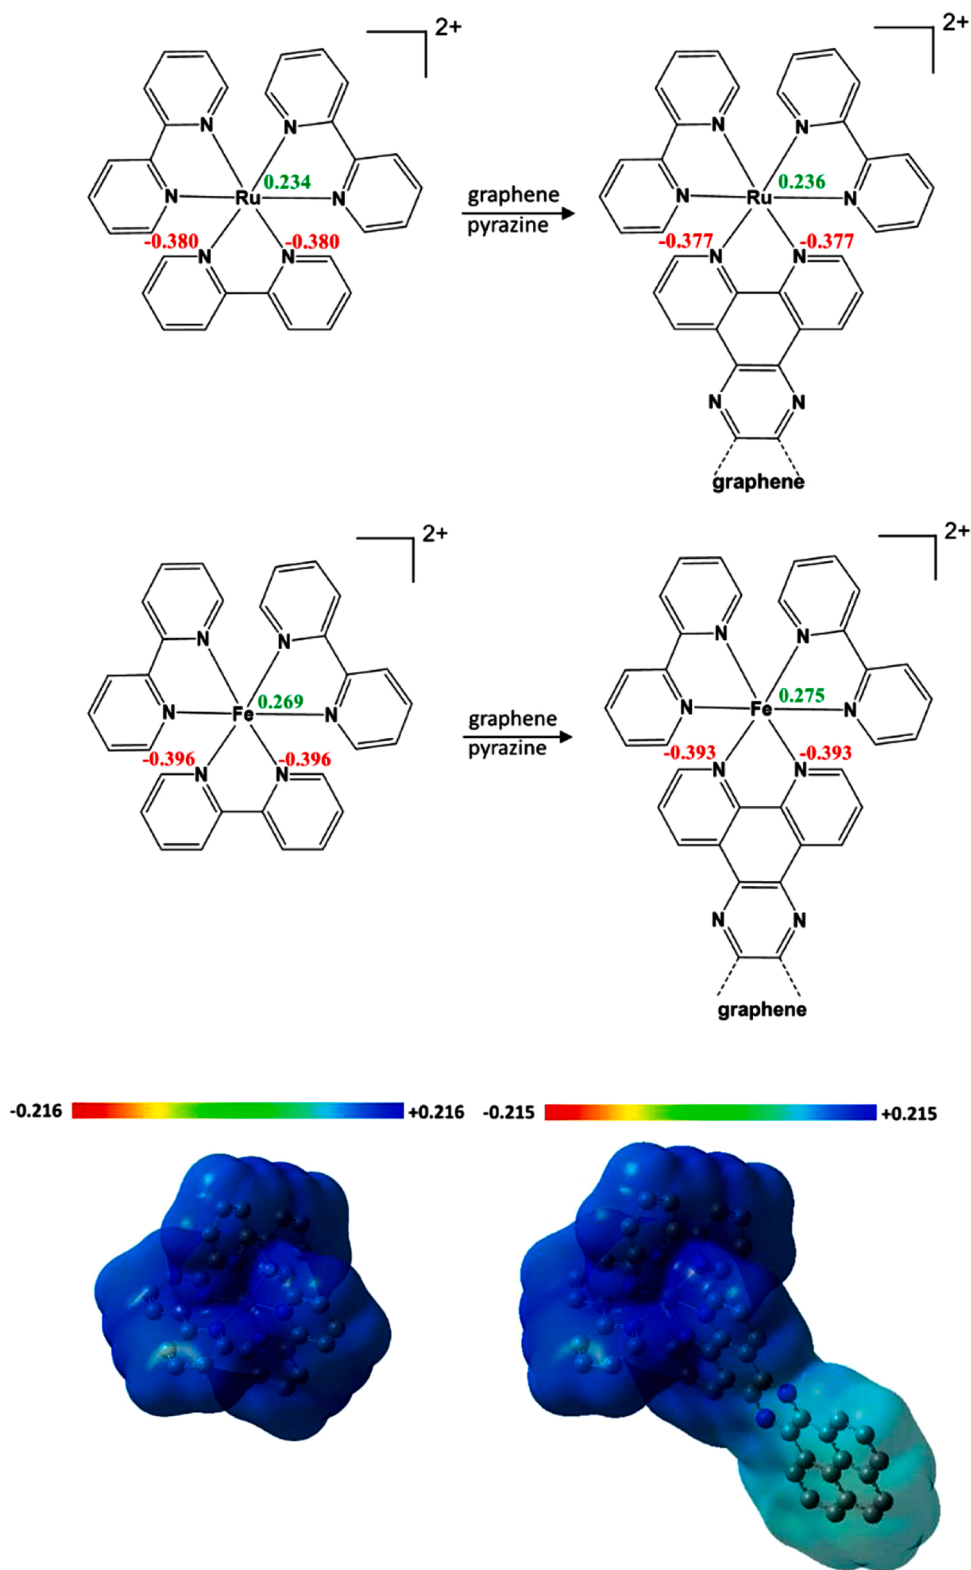 2+
2+
N
N
N
N
N
Ru
0.234
N
graphene
pyrazine
N
Ru
0.236
N
-0.380
-0.380
N
N
-0.377
-0.377
N
N
N
N
graphene
2+
2+
N
N
N
N
N
Fe
0.269
N
graphene
pyrazine
N
Fe
0.275
N
-0.396
-0.396
N
N
-0.393
-0.393
N
N
N
N
graphene
-0.216
+0.216
-0.215
+0.215